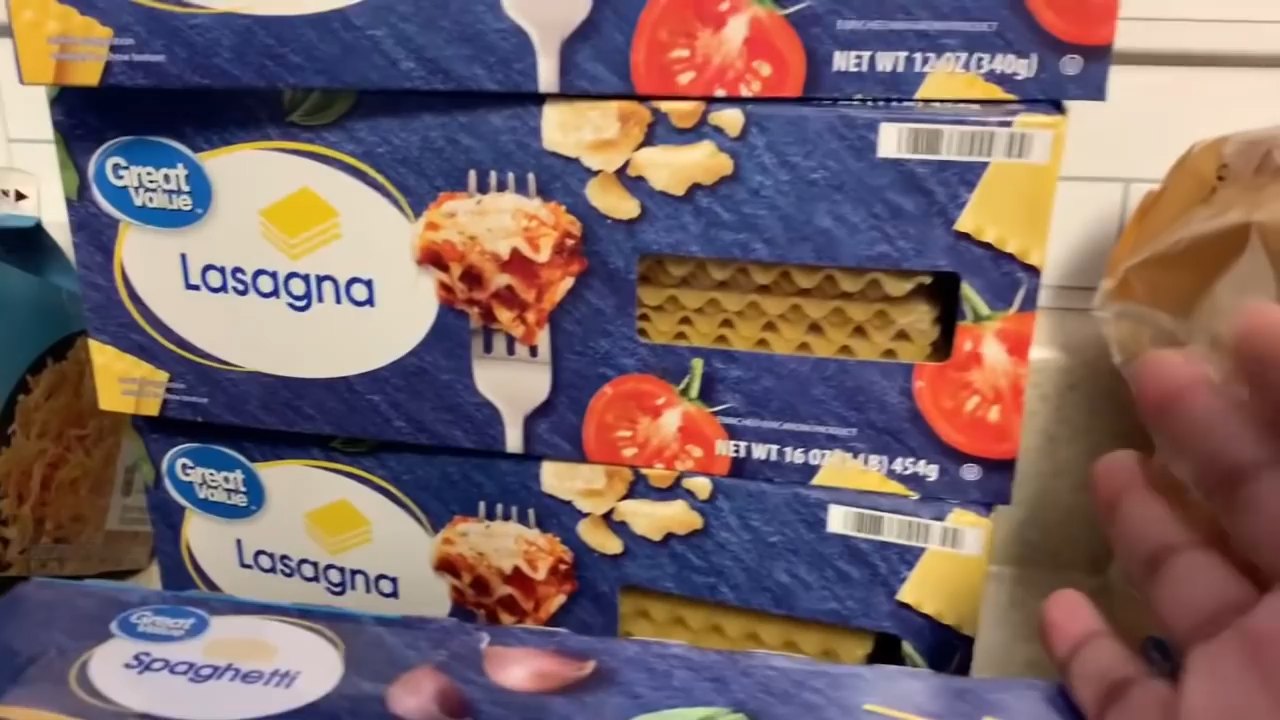 NET WT 12 OZ (340g)
Great
Value
Lasagna
NET WT 16 OZ (1 LB) 454g
Great
Value
Lasagna
Great
Value
Spaghetti
N